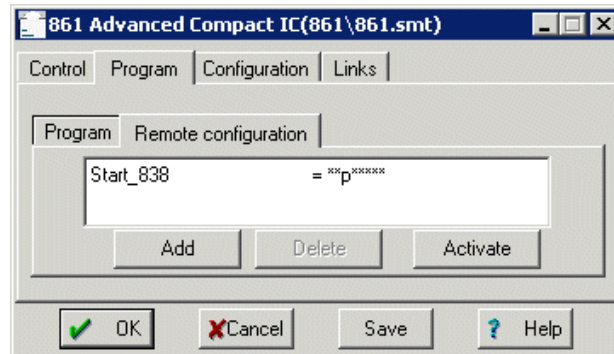 861 Advanced Compact IC(861\861.smt)
Control Program Configuration Links
Program Remote configuration
Start_838 = **p*****
Add Delete Activate
OK Cancel Save ? Help